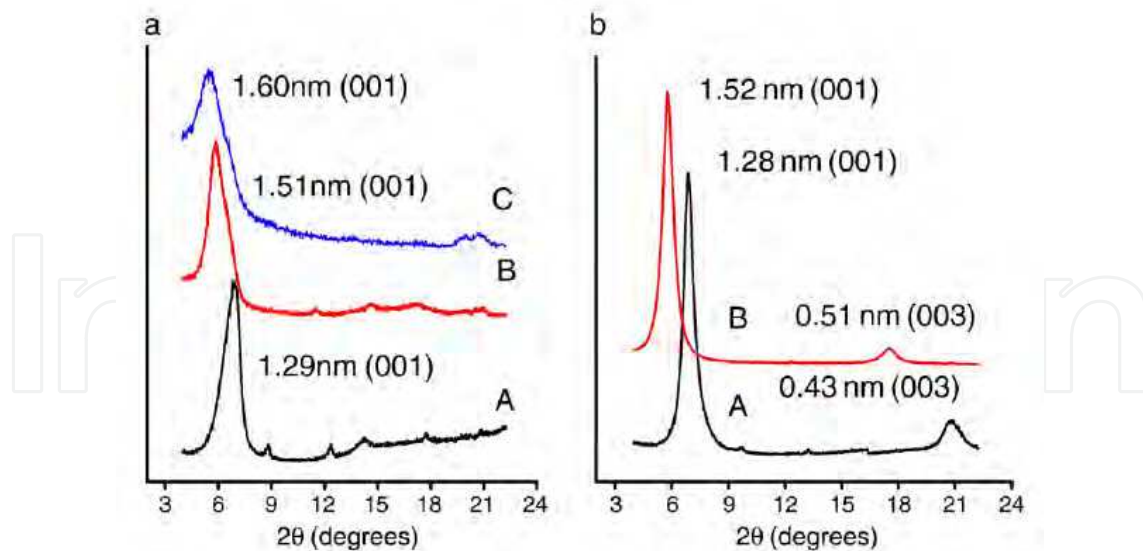 a
1.60nm (001)
1.51nm (001)
C
B
1.29nm (001)
A
3 6 9 12 15 18 21 24
2θ (degrees)
b
1.52 nm (001)
1.28 nm (001)
B
0.51 nm (003)
0.43 nm (003)
A
3 6 9 12 15 18 21 24
2θ (degrees)